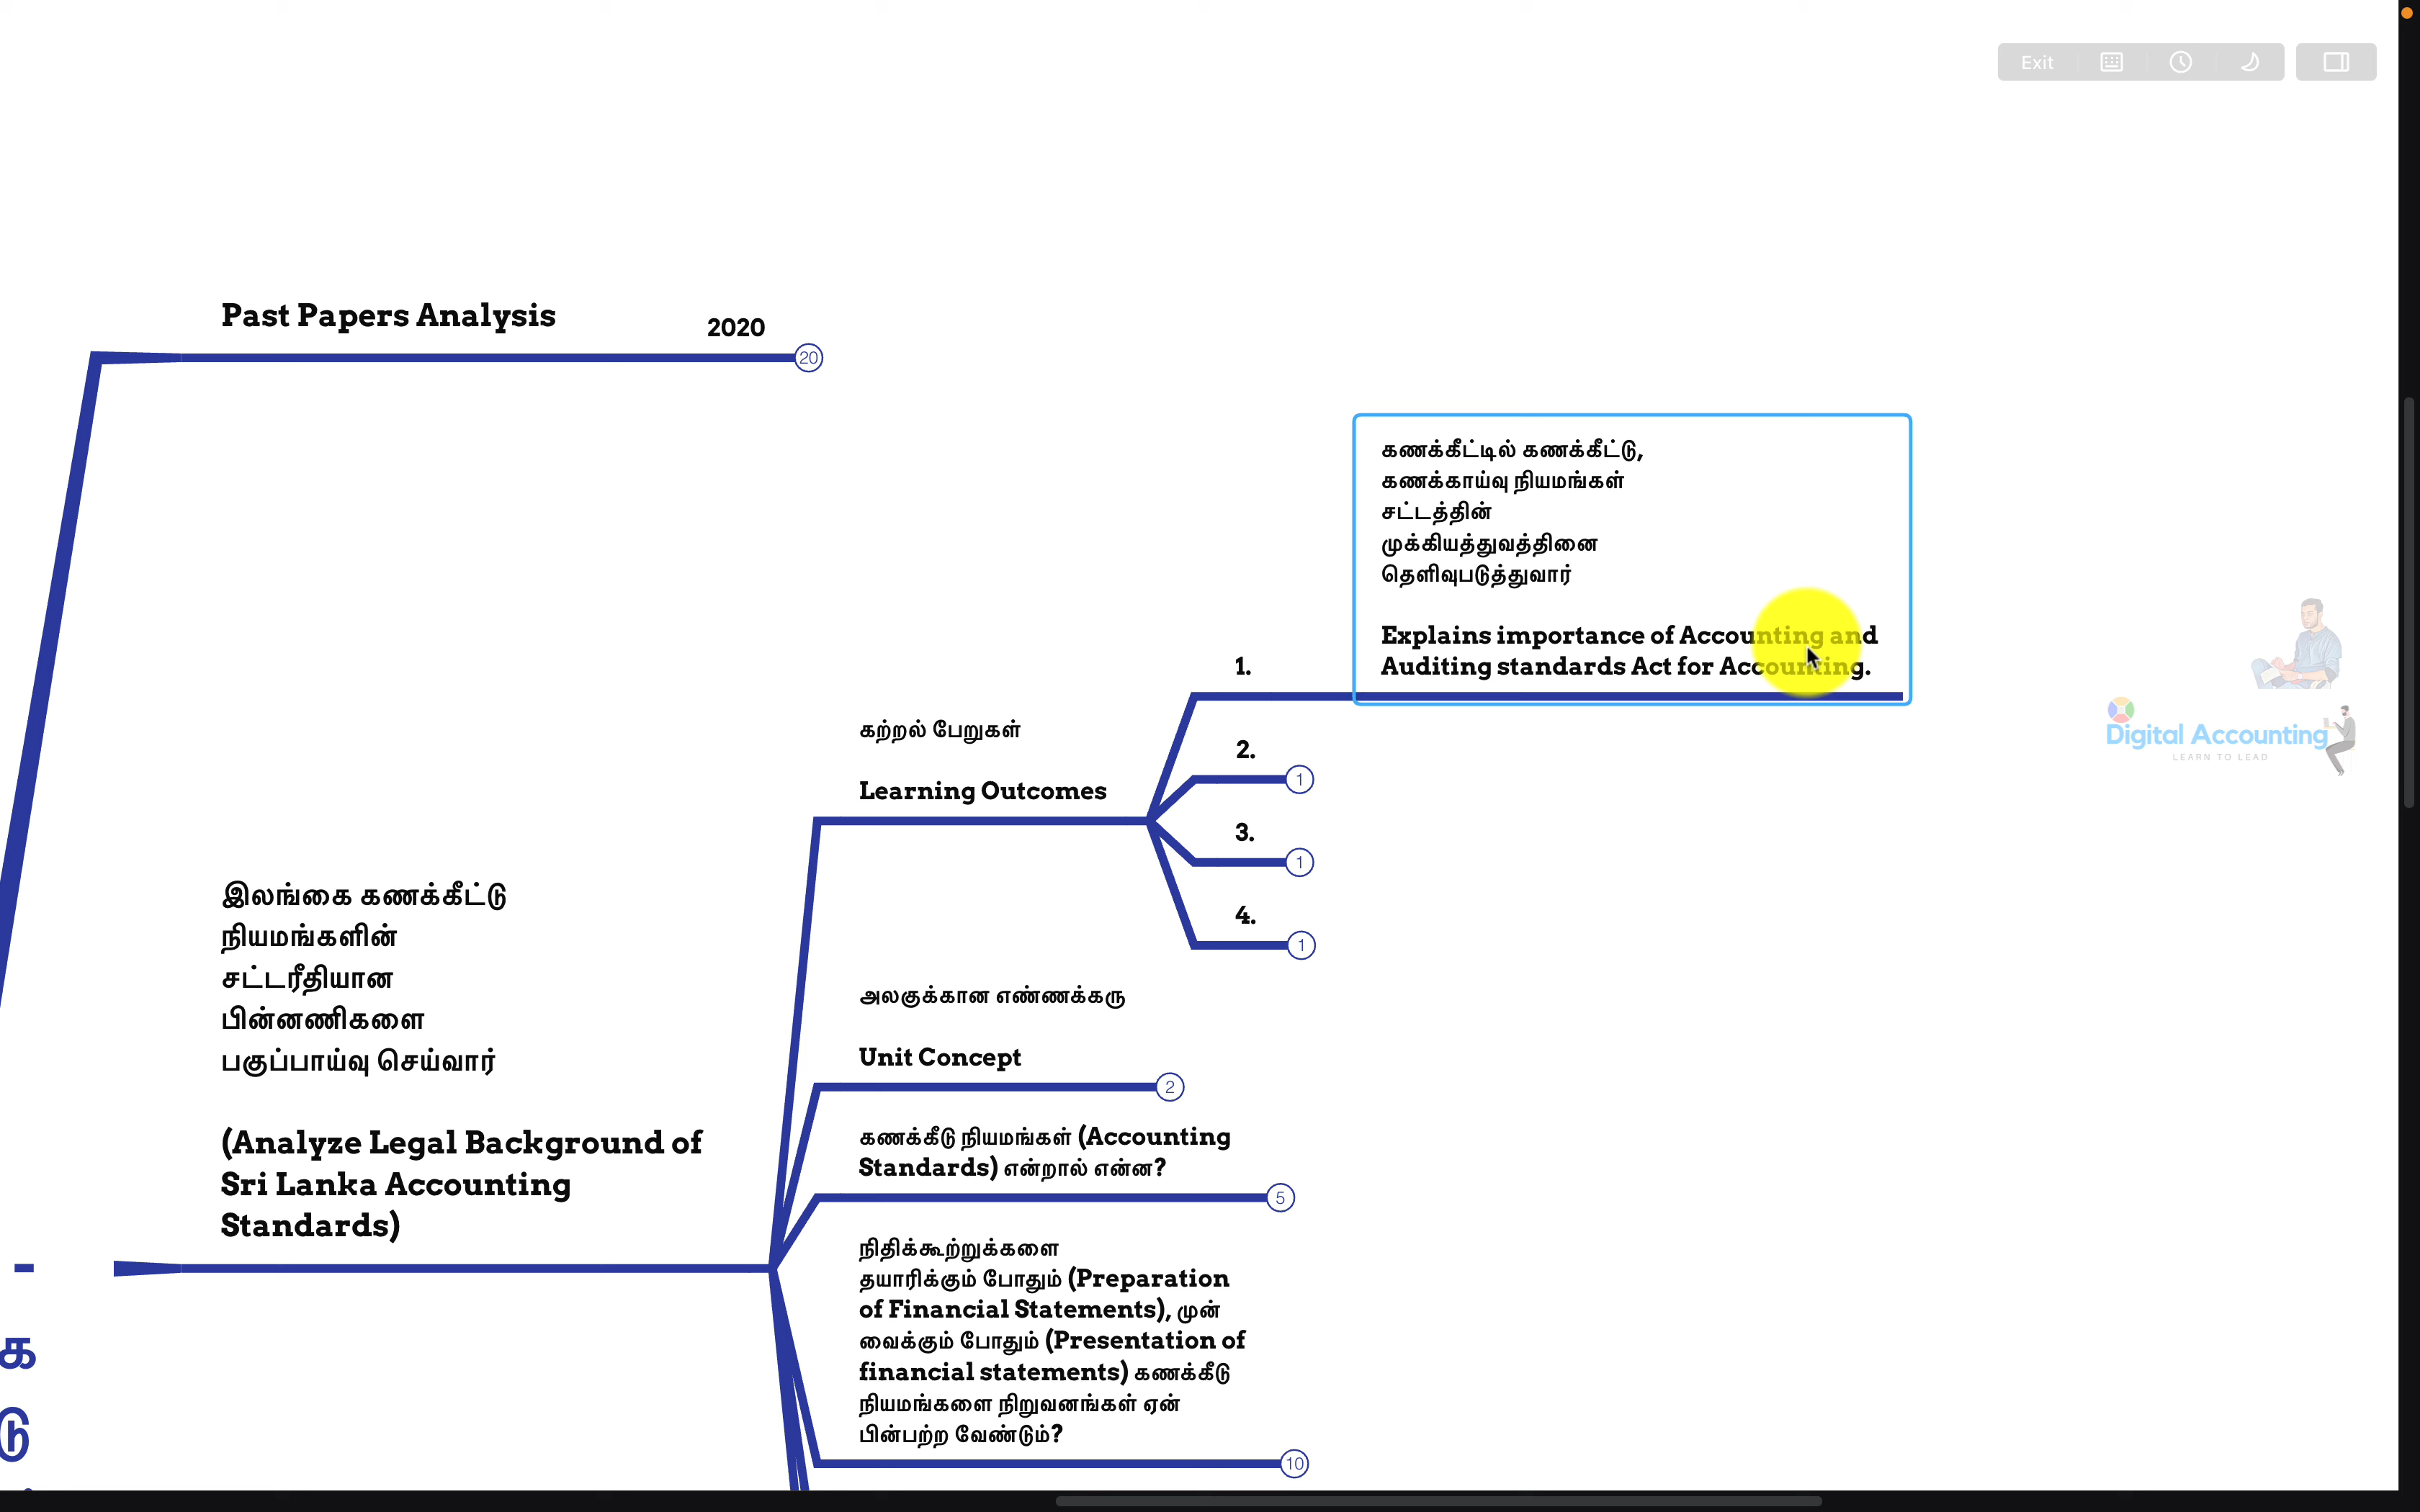 Exit
Past Papers Analysis
2020
20
கணக்கீட்டில் கணக்கீட்டு,
கணக்காய்வு நியமங்கள்
சட்டத்தின்
முக்கியத்துவத்தினை
தெளிவுபடுத்துவார்
Explains importance of Accounting and
Auditing standards Act for Accounting.
1.
கற்றல் பேறுகள்
Learning Outcomes
2.
1
3.
1
4.
1
Digital Accounting
LEARN TO LEAD
இலங்கை கணக்கீட்டு
நியமங்களின்
சட்டரீதியான
பின்னணிகளை
பகுப்பாய்வு செய்வார்
(Analyze Legal Background of
Sri Lanka Accounting
Standards)
அலகுக்கான எண்ணக்கரு
Unit Concept
2
கணக்கீடு நியமங்கள் (Accounting
Standards) என்றால் என்ன?
5
நிதிக்கூற்றுக்களை
தயாரிக்கும் போதும் (Preparation
of Financial Statements), முன்
வைக்கும் போதும் (Presentation of
financial statements) கணக்கீடு
நியமங்களை நிறுவனங்கள் ஏன்
பின்பற்ற வேண்டும்?
10
-
க
டு